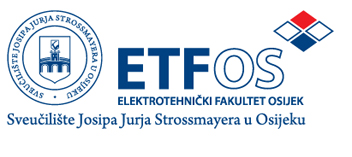 SVEUČILIŠTE JOSIPA JURJA STROSSMAYERA U OSIJEKU
ETFOS
ELEKTROTEHNIČKI FAKULTET OSIJEK
Sveučilište Josipa Jurja Strossmayera u Osijeku